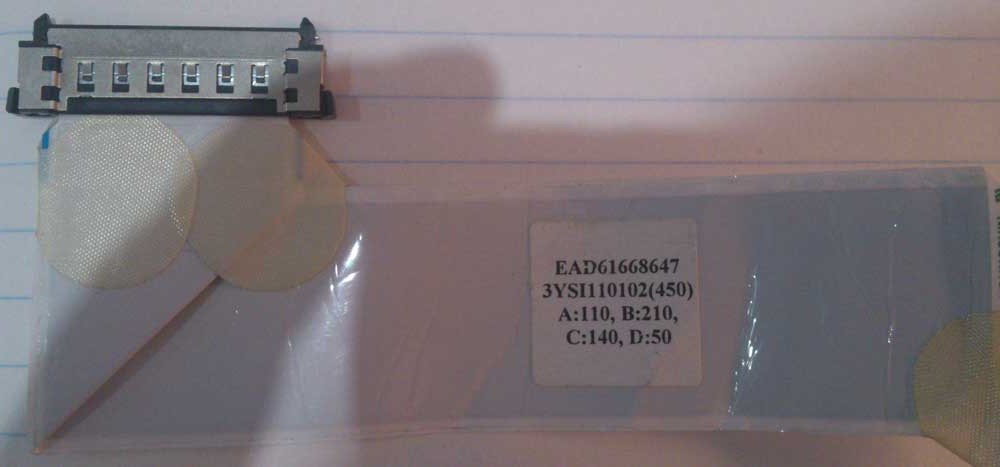 EAD61668647
3YSI110102(450)
A:110, B:210,
C:140, D:50